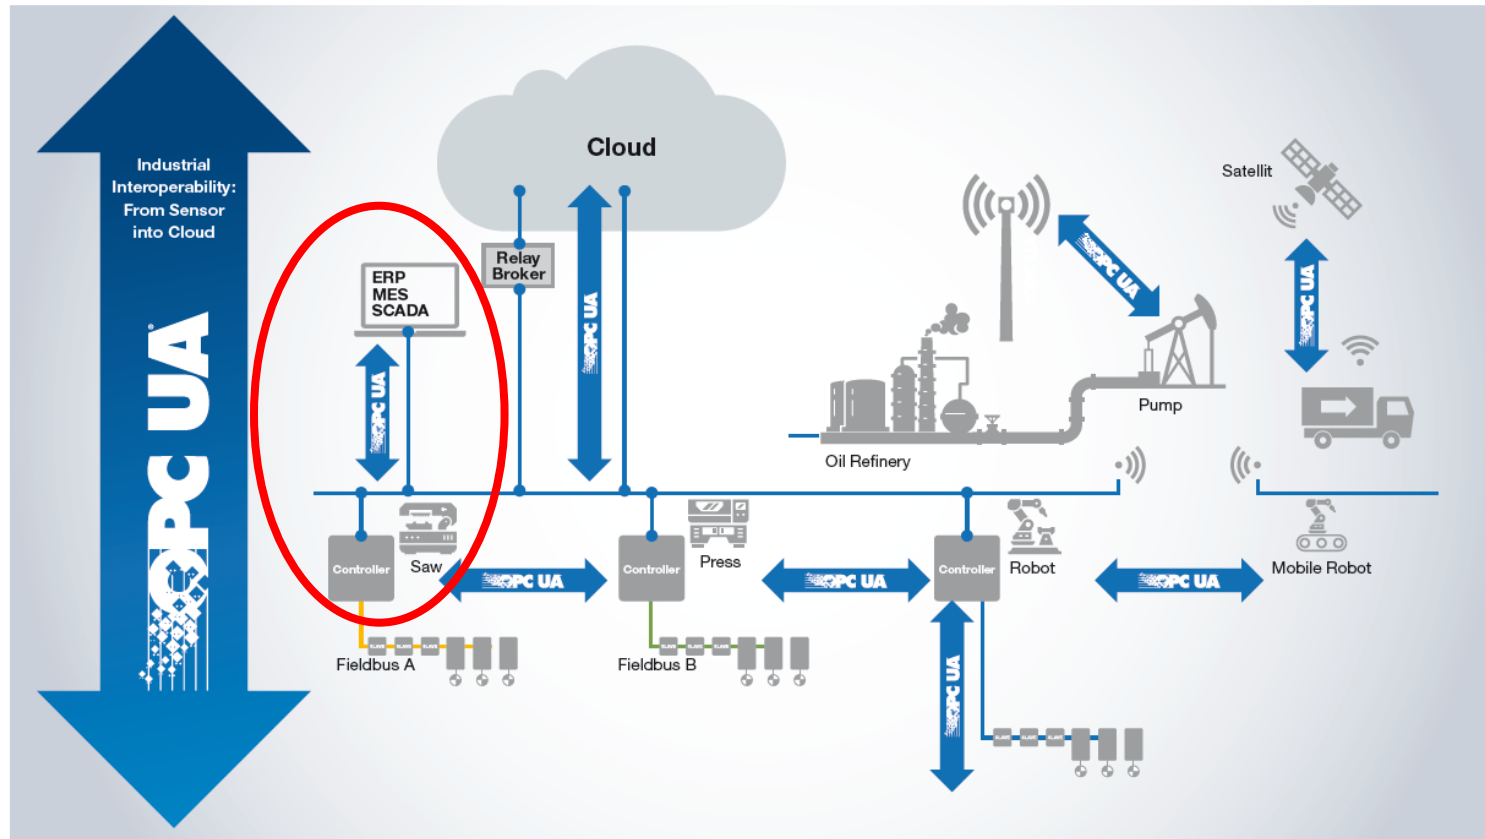 Industrial
Interoperability:
From Sensor
into Cloud
OPC UA
Cloud
Relay
Broker
ERP
MES
SCADA
OPC UA
OPC UA
OPC UA
Satellit
OPC UA
Pump
Oil Refinery
Controller
Saw
OPC UA
Controller
Press
OPC UA
Controller
Robot
OPC UA
Mobile Robot
Fieldbus A
Fieldbus B
OPC UA